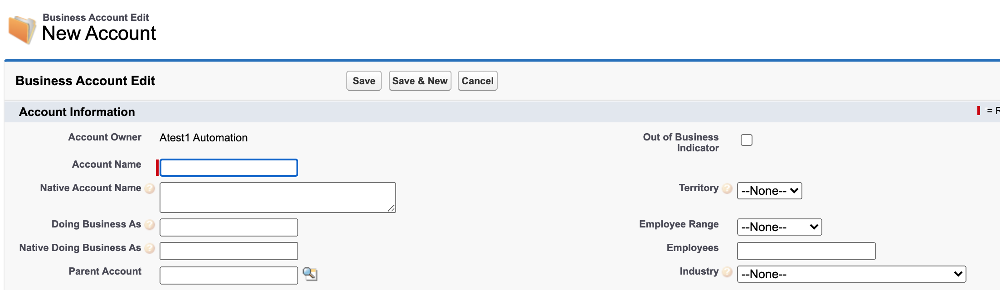 Business Account Edit
New Account
Business Account Edit
Save
Save & New
Cancel
Account Information
= R
Account Owner
Atest1 Automation
Out of Business
Indicator
Account Name
Native Account Name ?
Territory ?
--None--
Doing Business As ?
Employee Range
--None--
Native Doing Business As ?
Employees
Parent Account
Industry ?
--None--